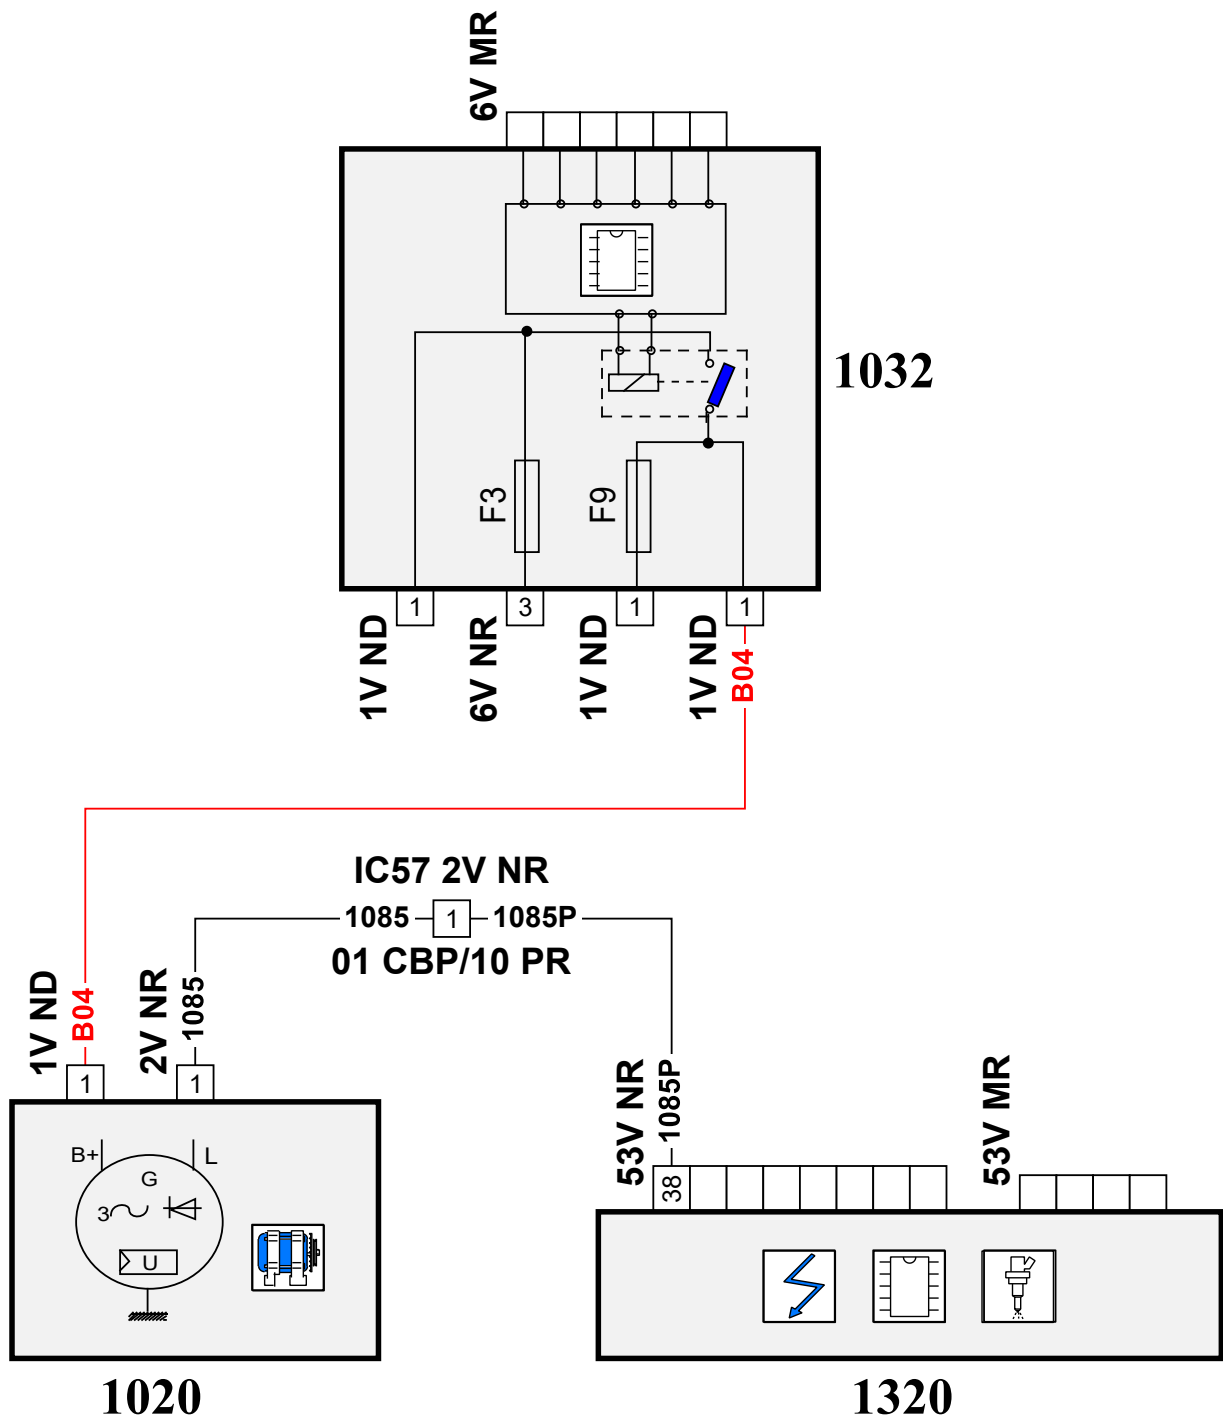 6V MR
1032
F3
F9
1
3
1
1
1V ND
6V NR
1V ND
1V ND
B04
IC57 2V NR
1085
1
1085P
01 CBP/10 PR
1V ND
B04
2V NR
1085
53V NR
1085P
53V MR
1
1
38
B+
L
G
3
U
1020
1320